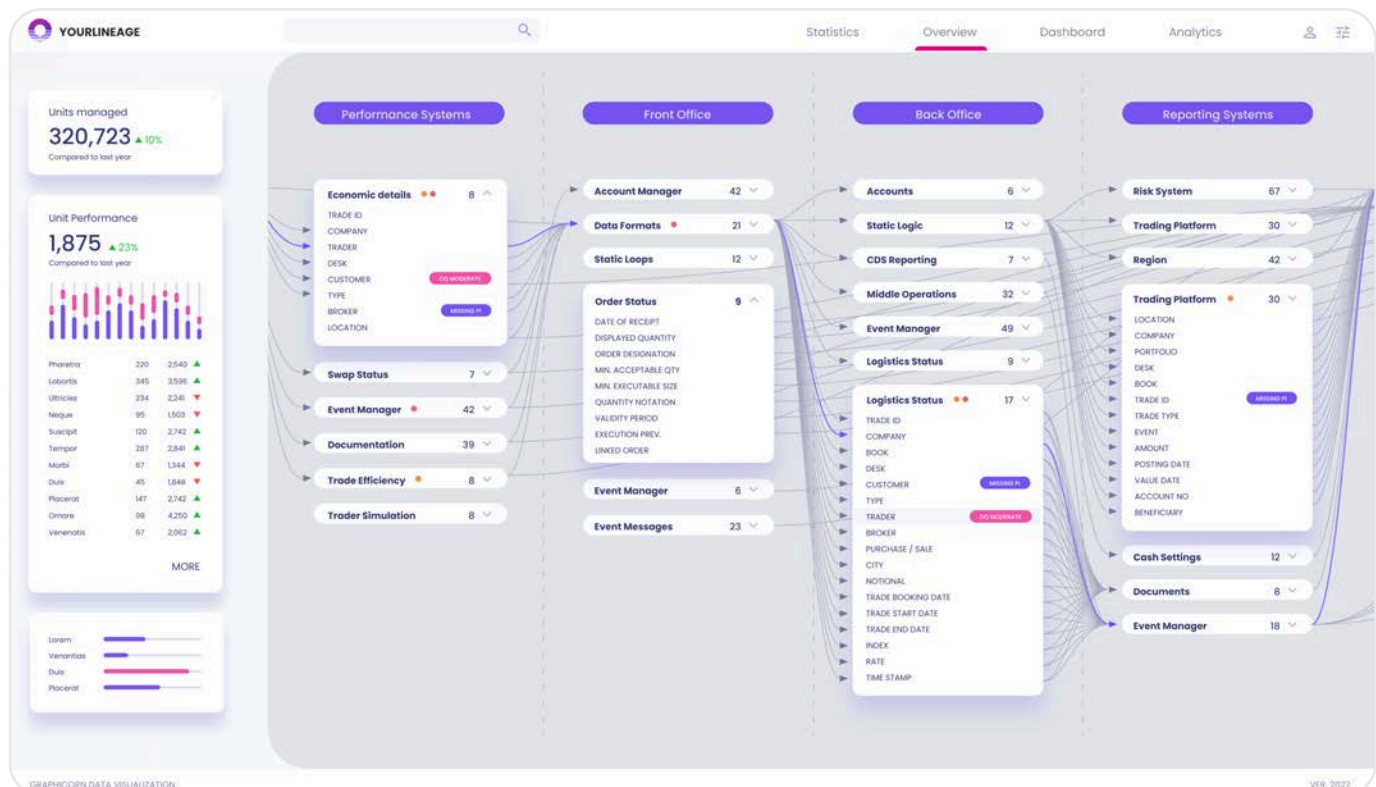 YOURLINEAGE
Statistics Overview Dashboard Analytics
Units managed
320,723 ▲ 10%
Compared to last year
Unit Performance
1,875 ▲ 23%
Compared to last year
Pharetra 220 2,540 ▲
Lobortis 345 3,596 ▲
Ultricies 234 2,241 ▼
Neque 95 1,503 ▼
Suscipit 120 2,742 ▲
Tempor 287 2,841 ▲
Morbi 67 1,344 ▼
Duis 45 1,648 ▼
Placerat 147 2,742 ▲
Ornare 98 4,250 ▲
Venenatis 67 2,062 ▲
MORE
Lorem
Venantias
Duis
Placerat
Performance Systems
Economic details 8
TRADE ID
COMPANY
TRADER
DESK
CUSTOMER DQ MODERATE
TYPE
BROKER MISSING PI
LOCATION
Swap Status 7
Event Manager 42
Documentation 39
Trade Efficiency 8
Trader Simulation 8
Front Office
Account Manager 42
Data Formats 21
Static Loops 12
Order Status 9
DATE OF RECEIPT
DISPLAYED QUANTITY
ORDER DESIGNATION
MIN. ACCEPTABLE QTY
MIN. EXECUTABLE SIZE
QUANTITY NOTATION
VALIDITY PERIOD
EXECUTION PREV.
LINKED ORDER
Event Manager 6
Event Messages 23
Back Office
Accounts 6
Static Logic 12
CDS Reporting 7
Middle Operations 32
Event Manager 49
Logistics Status 9
Logistics Status 17
TRADE ID
COMPANY
BOOK
DESK
CUSTOMER MISSING PI
TYPE
TRADER DQ MODERATE
BROKER
PURCHASE / SALE
CITY
NOTIONAL
TRADE BOOKING DATE
TRADE START DATE
TRADE END DATE
INDEX
RATE
TIME STAMP
Reporting Systems
Risk System 67
Trading Platform 30
Region 42
Trading Platform 30
LOCATION
COMPANY
PORTFOLIO
DESK
BOOK
TRADE ID MISSING PI
TRADE TYPE
EVENT
AMOUNT
POSTING DATE
VALUE DATE
ACCOUNT NO
BENEFICIARY
Cash Settings 12
Documents 8
Event Manager 18
GRAPHICORN DATA VISUALIZATION
VER. 2022